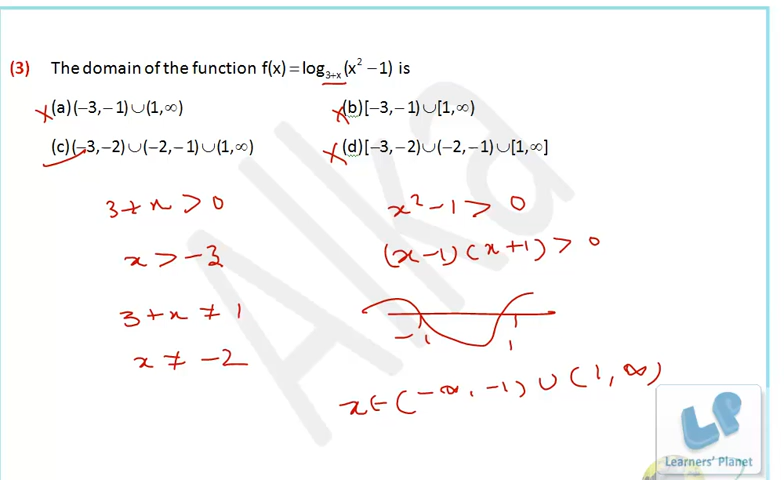 (3) The domain of the function f(x) = log₃₊ₓ (x² −1) is
(a) (−3, −1) ∪ (1, ∞) (b) [−3, −1) ∪ [1, ∞)
(c) (−3, −2) ∪ (−2, −1) ∪ (1, ∞) (d) [−3, −2) ∪ (−2, −1) ∪ [1, ∞]
3 + x > 0 x² − 1 > 0
x > −3 (x − 1) (x + 1) > 0
3 + x ≠ 1
−1 1
x ≠ −2
x ∈ (−∞, −1) ∪ (1, ∞)
Alka
LP
Learners' Planet